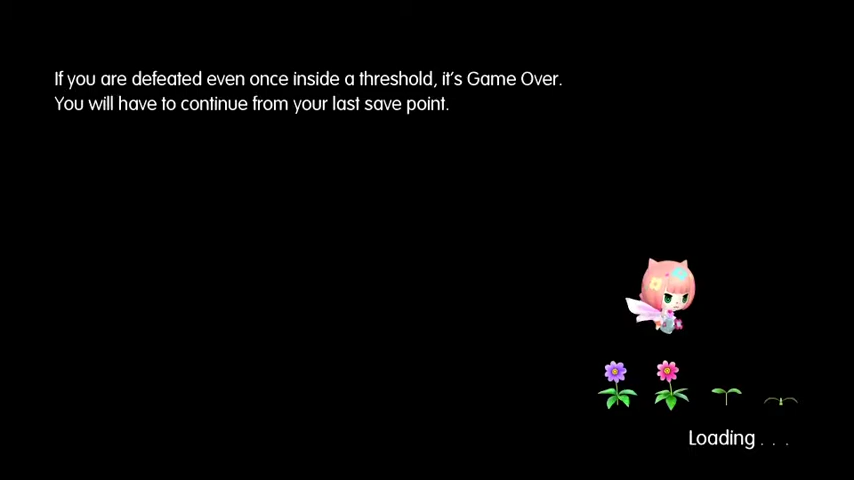 If you are defeated even once inside a threshold, it's Game Over.
You will have to continue from your last save point.
Loading . . .